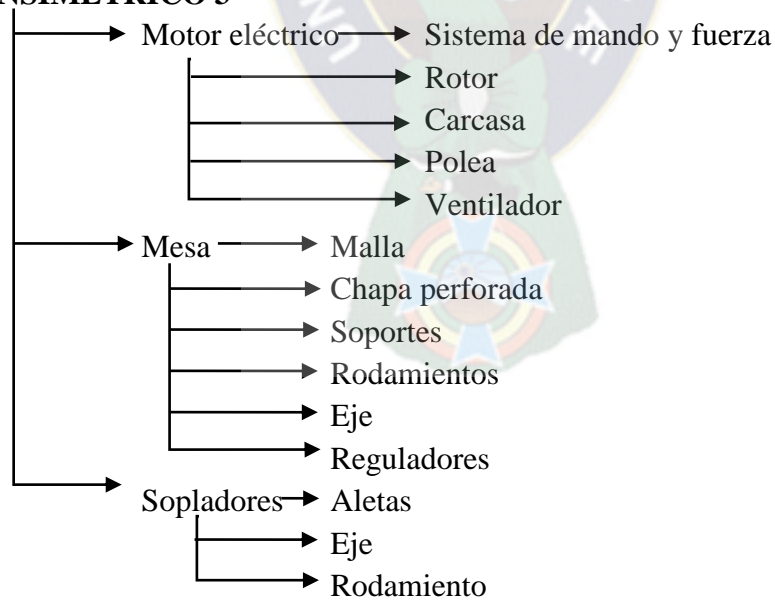 Motor eléctrico Sistema de mando y fuerza
Rotor
Carcasa
Polea
Ventilador
Mesa Malla
Chapa perforada
Soportes
Rodamientos
Eje
Reguladores
Sopladores Aletas
Eje
Rodamiento